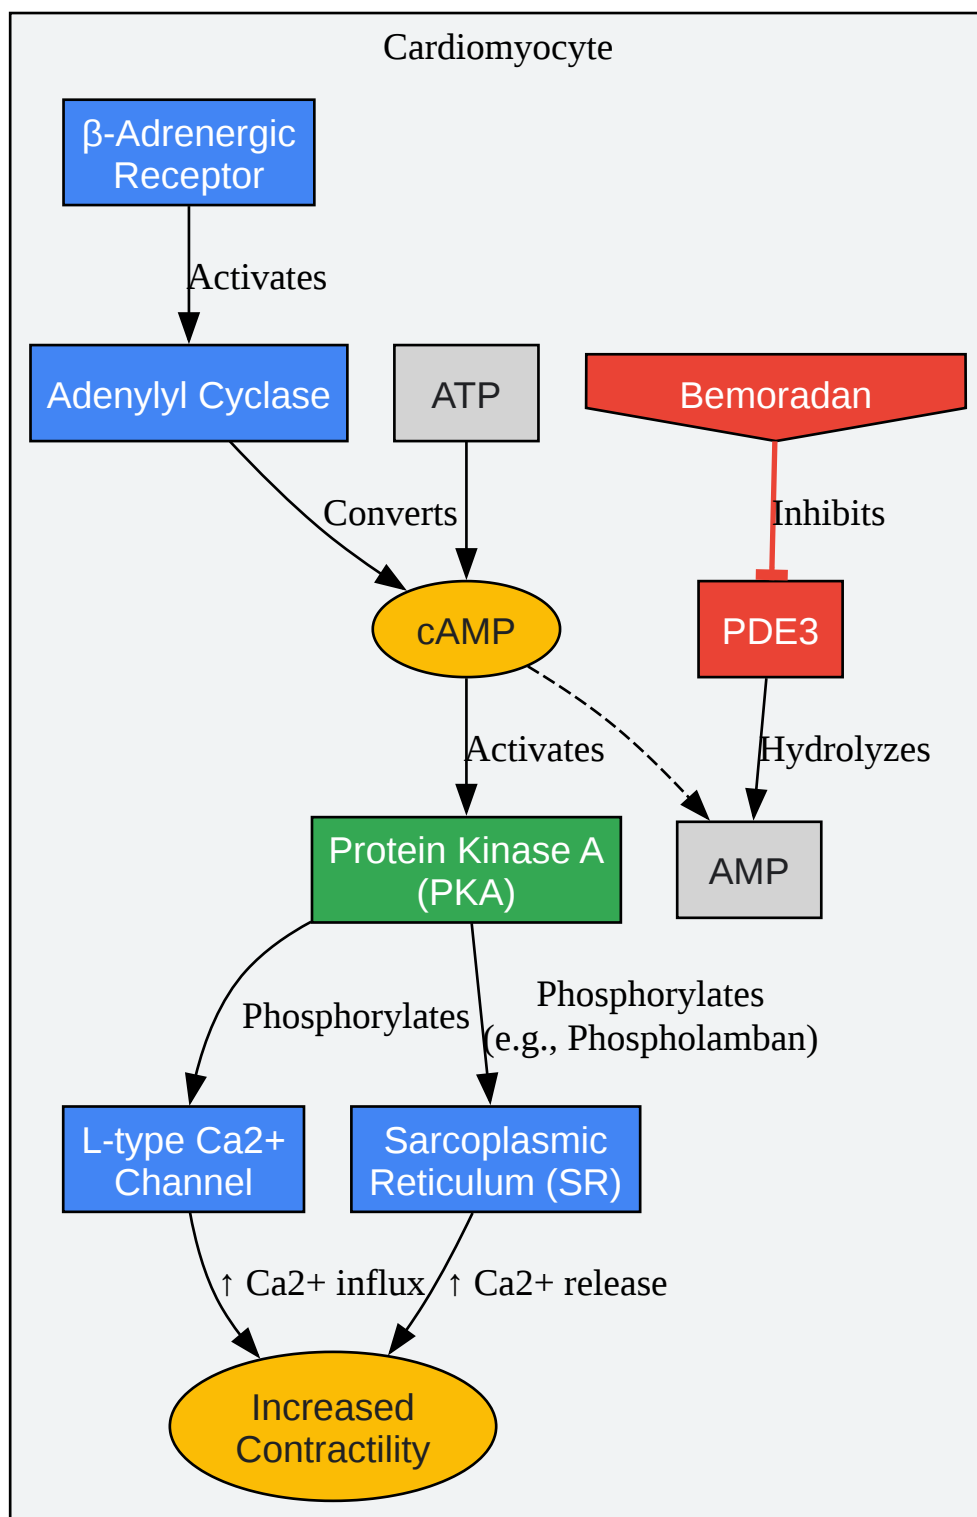 Cardiomyocyte
β-Adrenergic
Receptor
Activates
Adenylyl Cyclase
ATP
Bemoradan
Converts
Inhibits
cAMP
PDE3
Activates
Hydrolyzes
Protein Kinase A
(PKA)
AMP
Phosphorylates
Phosphorylates
(e.g., Phospholamban)
L-type Ca2+
Channel
Sarcoplasmic
Reticulum (SR)
↑ Ca2+ influx
↑ Ca2+ release
Increased
Contractility